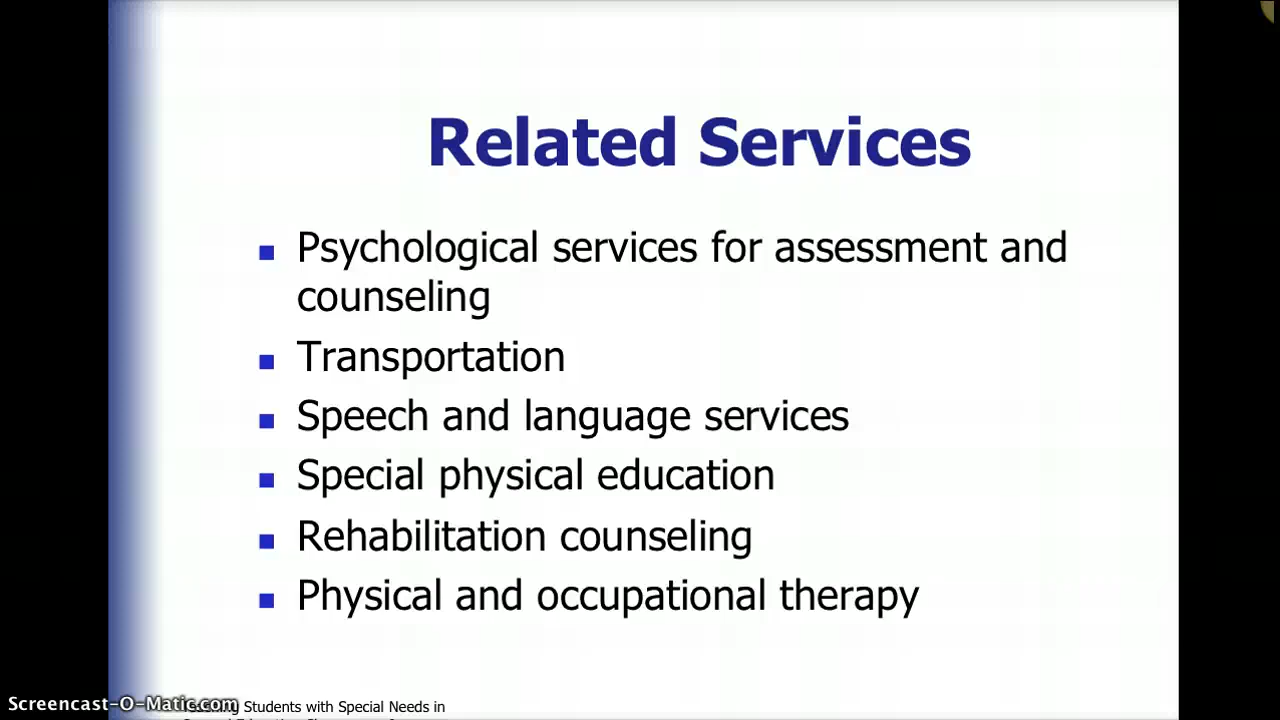 Related Services
Psychological services for assessment and
counseling
Transportation
Speech and language services
Special physical education
Rehabilitation counseling
Physical and occupational therapy
Screencast-O-Matic.com
Students with Special Needs in